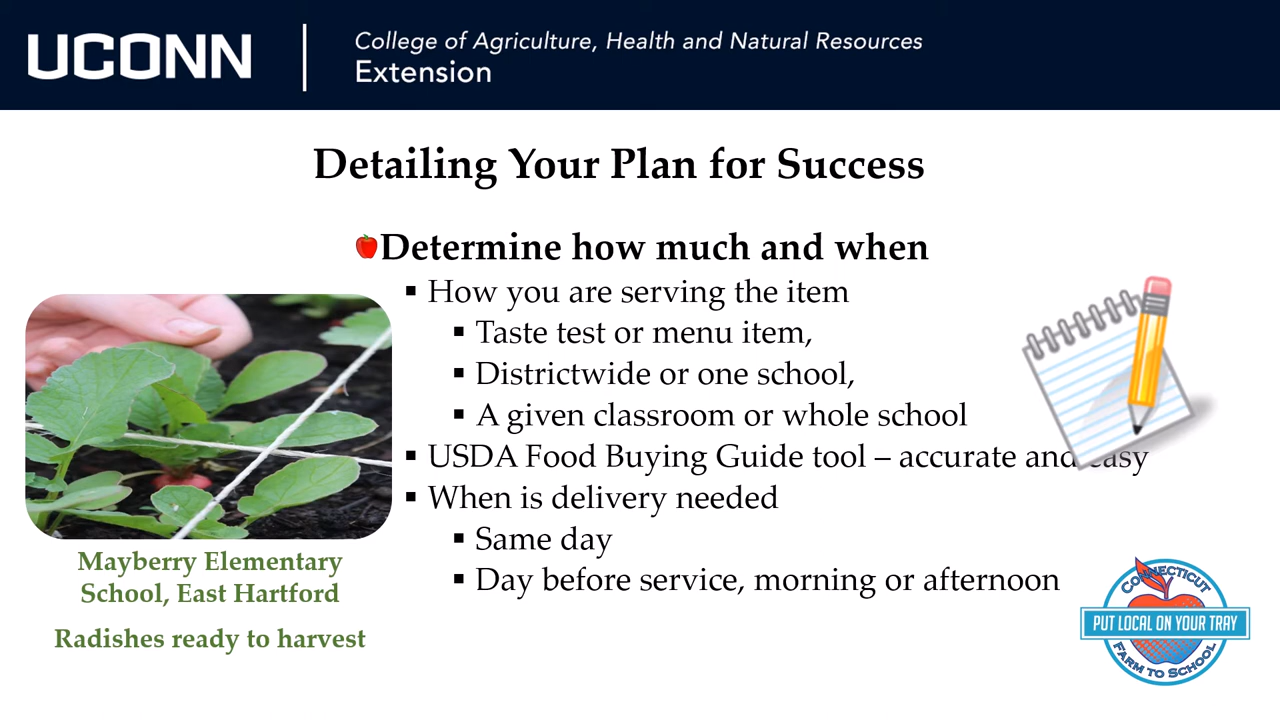 UCONN
College of Agriculture, Health and Natural Resources
Extension
Detailing Your Plan for Success
Determine how much and when
▪ How you are serving the item
▪ Taste test or menu item,
▪ Districtwide or one school,
▪ A given classroom or whole school
▪ USDA Food Buying Guide tool – accurate and easy
▪ When is delivery needed
▪ Same day
▪ Day before service, morning or afternoon
Mayberry Elementary
School, East Hartford
Radishes ready to harvest
CONNECTICUT
PUT LOCAL ON YOUR TRAY
FARM TO SCHOOL